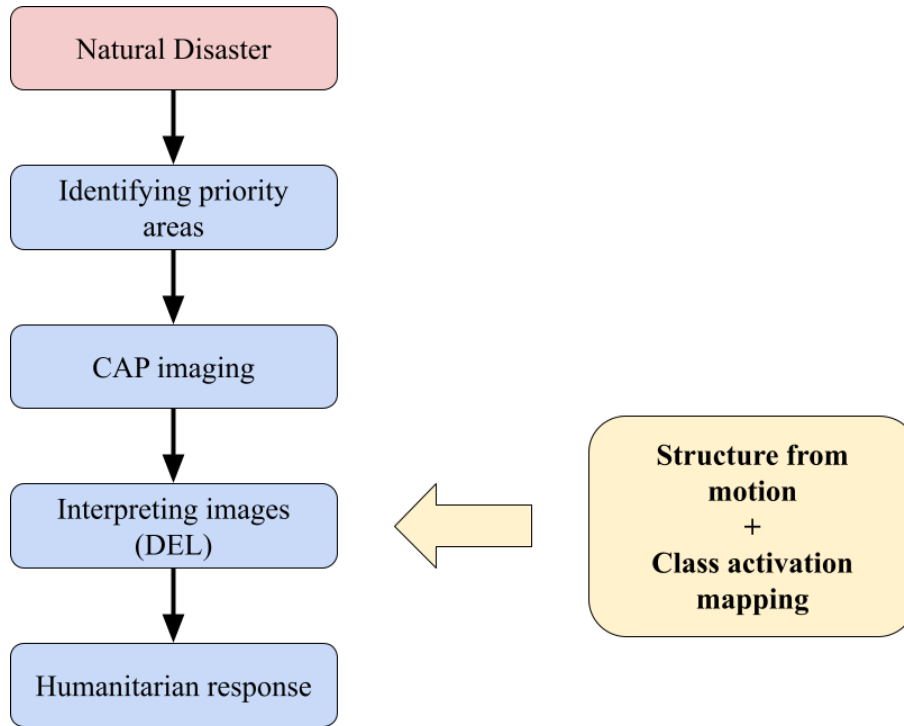 Natural Disaster
Identifying priority
areas
CAP imaging
Interpreting images
(DEL)
Humanitarian response
Structure from
motion
+
Class activation
mapping